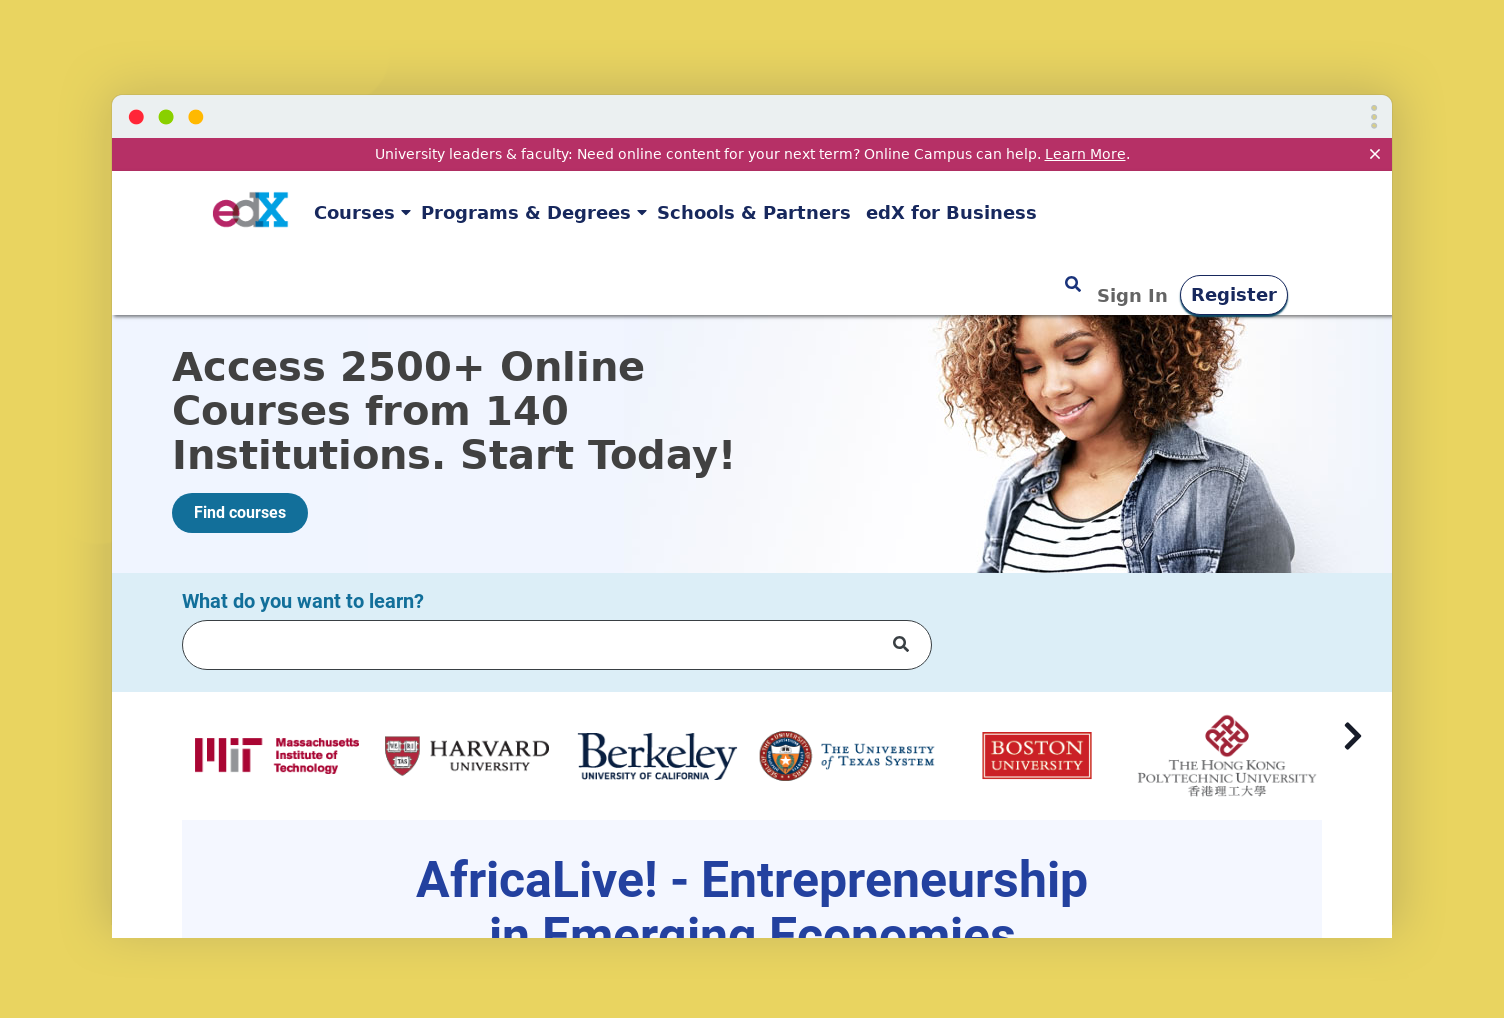 University leaders & faculty: Need online content for your next term? Online Campus can help. Learn More.
edX
Courses
Programs & Degrees
Schools & Partners
edX for Business
Sign In
Register
Access 2500+ Online
Courses from 140
Institutions. Start Today!
Find courses
What do you want to learn?
MIT
Massachusetts
Institute of
Technology
VE RI TAS
HARVARD
UNIVERSITY
Berkeley
UNIVERSITY OF CALIFORNIA
THE UNIVERSITY
of TEXAS SYSTEM
BOSTON
UNIVERSITY
THE HONG KONG
POLYTECHNIC UNIVERSITY
香港理工大學
AfricaLive! - Entrepreneurship
in Emerging Economies